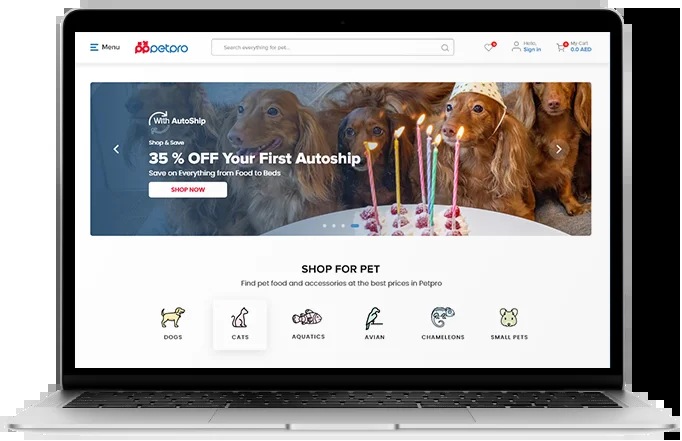 Menu
petpro
Search everything for pet...
0
Hello,
Sign in
0
My Cart
0.0 AED
With AutoShip
Shop & Save
35 % OFF Your First Autoship
Save on Everything from Food to Beds
SHOP NOW
SHOP FOR PET
Find pet food and accessories at the best prices in Petpro
DOGS
CATS
AQUATICS
AVIAN
CHAMELEONS
SMALL PETS